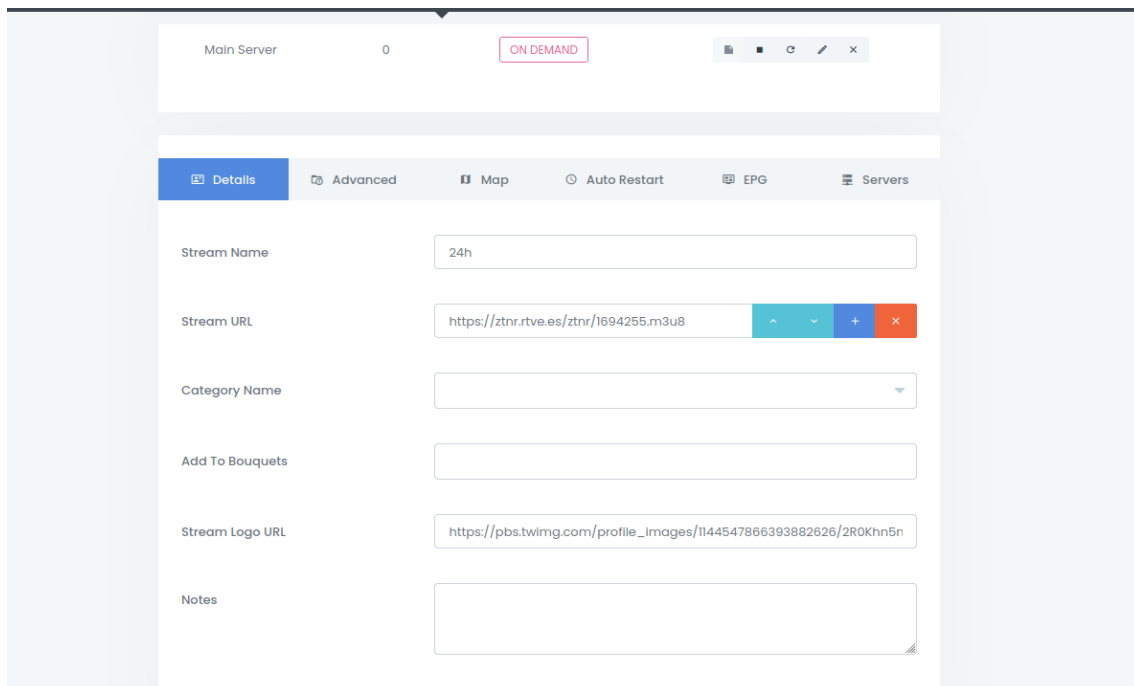 Main Server 0 ON DEMAND
Details Advanced Map Auto Restart EPG Servers
Stream Name 24h
Stream URL https://ztnr.rtve.es/ztnr/1694255.m3u8
Category Name
Add To Bouquets
Stream Logo URL https://pbs.twimg.com/profile_images/1144547866393882626/2R0Khn5n
Notes